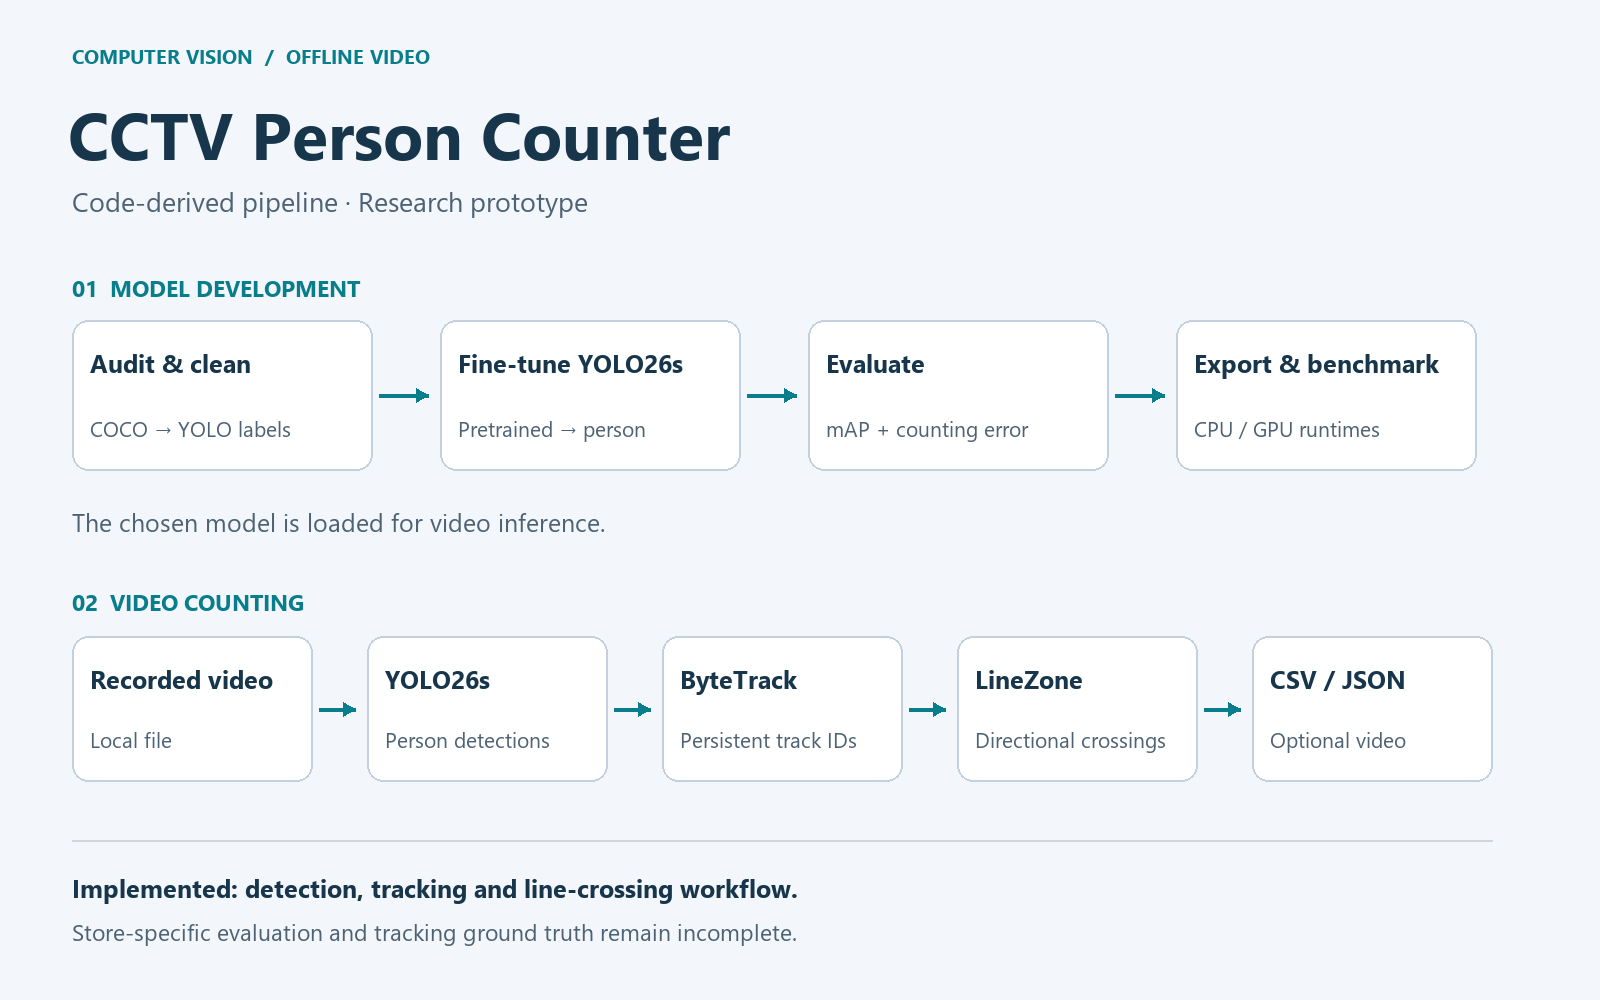 COMPUTER VISION / OFFLINE VIDEO
CCTV Person Counter
Code-derived pipeline · Research prototype
01 MODEL DEVELOPMENT
Audit & clean
COCO → YOLO labels
Fine-tune YOLO26s
Pretrained → person
Evaluate
mAP + counting error
Export & benchmark
CPU / GPU runtimes
The chosen model is loaded for video inference.
02 VIDEO COUNTING
Recorded video
Local file
YOLO26s
Person detections
ByteTrack
Persistent track IDs
LineZone
Directional crossings
CSV / JSON
Optional video
Implemented: detection, tracking and line-crossing workflow.
Store-specific evaluation and tracking ground truth remain incomplete.